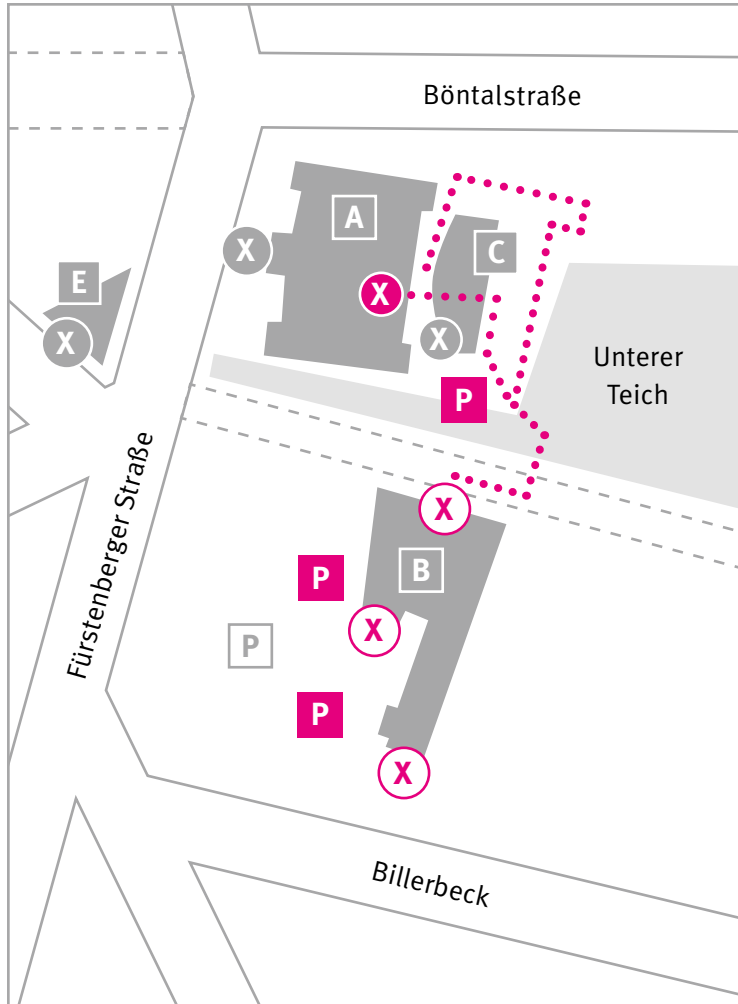 Böntalstraße
A
X
C
E
X
X
X
Unterer
Teich
P
Fürstenberger Straße
X
B
P
X
P
P
X
Billerbeck